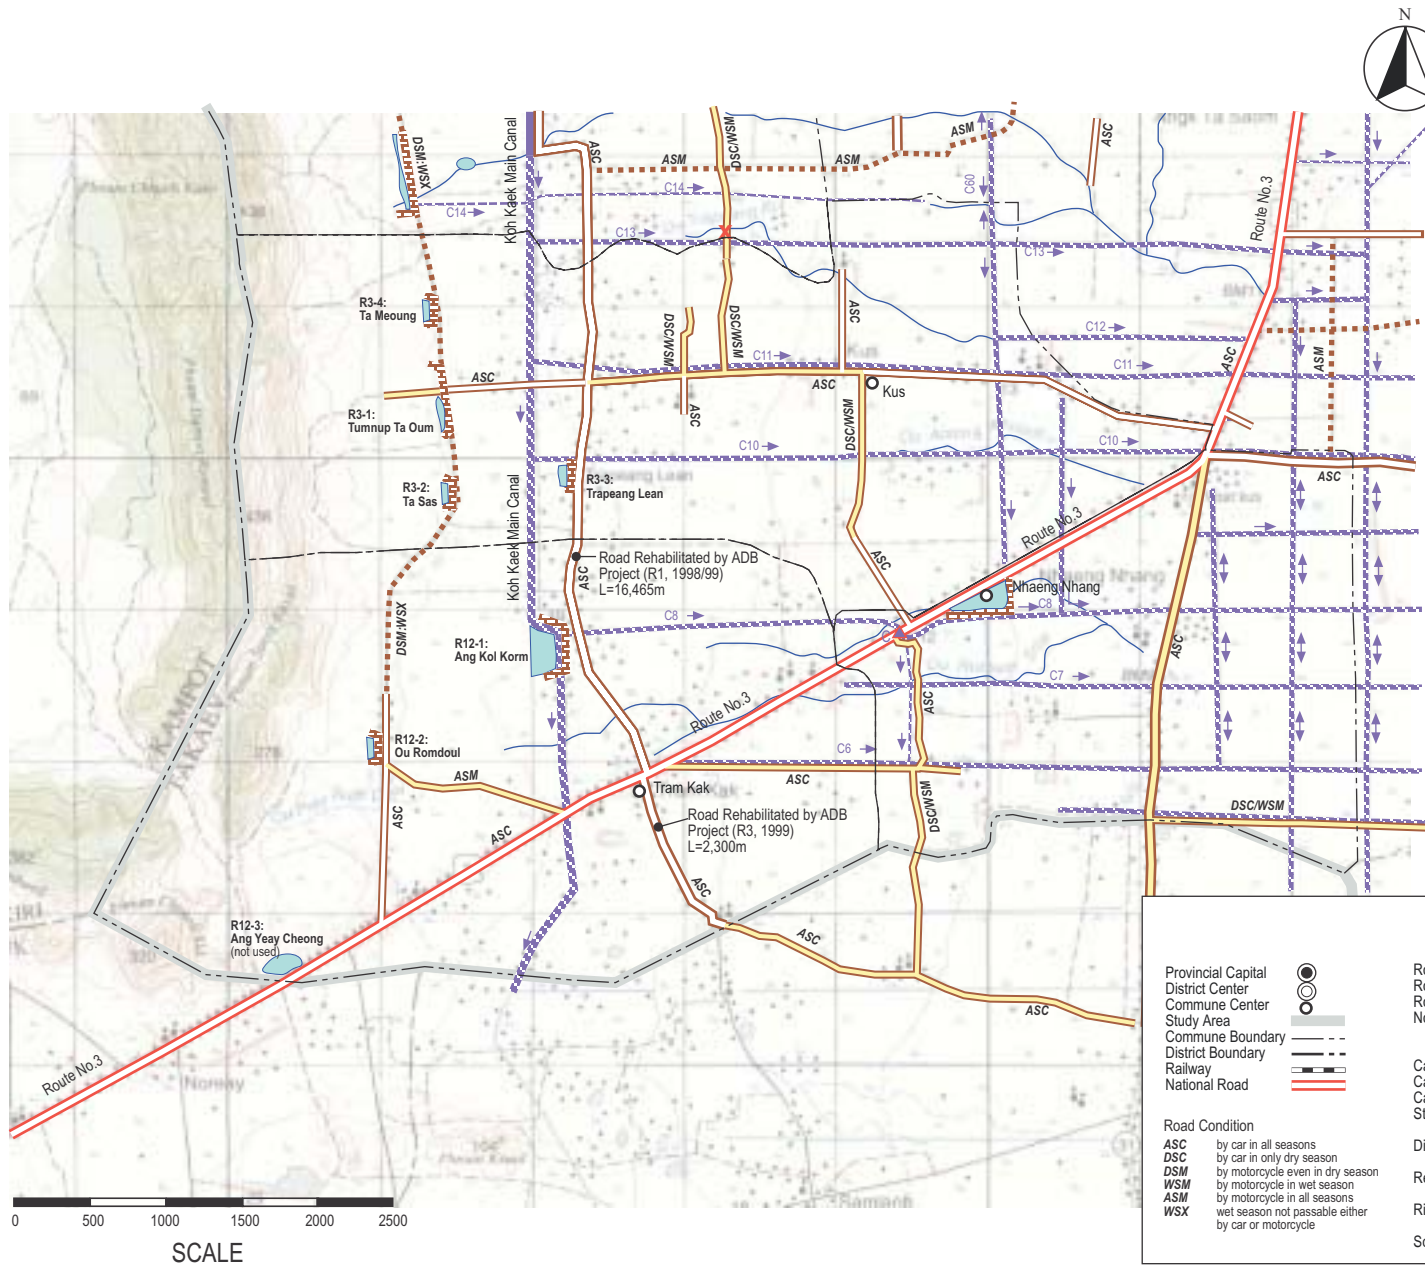 N
DSM:WSX
Koh Kaek Main Canal
ASC
ASM
DSC/WSM
ASM
ASM
C60
ASC
Route No.3
C14
C14
C13
C13
R3-4:
Ta Meoung
DSC/WSM
DSC/WSM
ASC
C12
C11
C11
ASC
ASM
ASC
ASC
Kus
R3-1:
Tumnup Ta Oum
ASC
DSC/WSM
C10
C10
ASC
R3-2:
Ta Sas
R3-3:
Trapeang Lean
Koh Kaek Main Canal
Route No.3
Road Rehabilitated by ADB
Project (R1, 1998/99)
L=16,465m
ASC
ASC
Nhaeng Nhang
Nhaeng Nhang
C8
C8
DSM:WSX
R12-1:
Ang Kol Korm
ASC
C7
ASC
KAMPOT
Route No.3
R12-2:
Ou Romdoul
C6
ASM
ASC
Tram Kak
ASC
ASC
DSC/WSM
DSC/WSM
Road Rehabilitated by ADB
Project (R3, 1999)
L=2,300m
ASC
R12-3:
Ang Yeay Cheong
(not used)
ASC
ASC
Route No.3
Provincial Capital
District Center
Commune Center
Study Area
Commune Boundary
District Boundary
Railway
National Road
Road Condition
ASC by car in all seasons
DSC by car in only dry season
DSM by motorcycle even in dry season
WSM by motorcycle in wet season
ASM by motorcycle in all seasons
WSX wet season not passable either
by car or motorcycle
0 500 1000 1500 2000 2500
SCALE